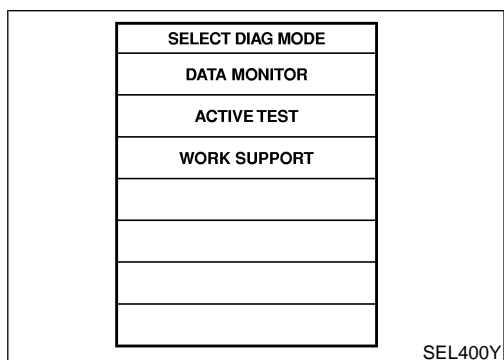 SELECT DIAG MODE
DATA MONITOR
ACTIVE TEST
WORK SUPPORT
SEL400Y